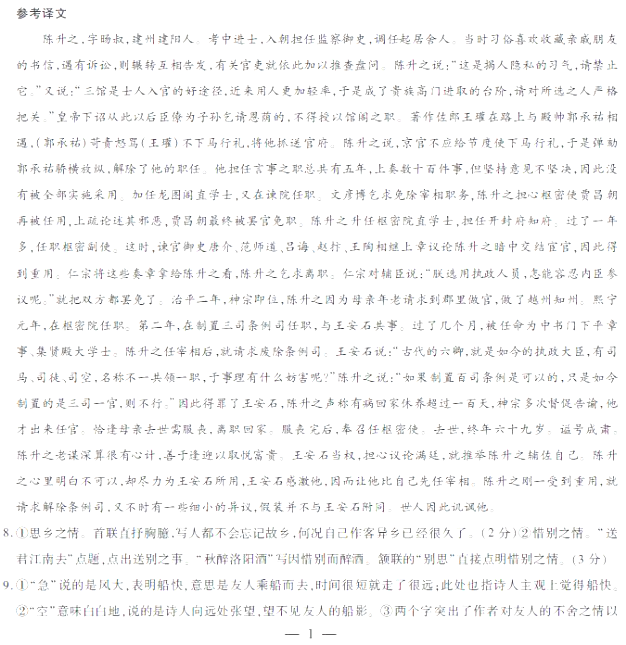 参考译文
陈升之,字旸叔,建州建阳人。考中进士,入朝担任监察御史,调任起居舍人。当时习俗喜欢收藏亲戚朋友
的书信,遇有诉讼,则辗转互相告发,有关官吏就依此加以推查盘问。陈升之说:“这是揭人隐私的习气,请禁止
它。”又说:“三馆是士人入官的好途径,近来用人更加轻率,于是成了贵族高门进取的台阶,请对所选之人严格
把关。”皇帝下诏从此以后臣僚为子孙乞请恩荫的,不得授以馆阁之职。著作佐郎王瓘在路上与殿帅郭承祐相
遇,(郭承祐)呵责怒骂(王瓘)不下马行礼,将他抓送官府。陈升之说,京官不应给节度使下马行礼,于是弹劾
郭承祐骄横放纵,解除了他的职任。他担任言事之职总共有五年,上奏数十百件事,但坚持意见不坚决,因此没
有被全部实施采用。加任龙图阁直学士,又在谏院任职。文彦博乞求免除宰相职务,陈升之担心枢密使贾昌朝
再被任用,上疏论述其邪恶,贾昌朝最终被罢官免职。陈升之升任枢密院直学士,担任开封府知府。过了一年
多,任职枢密副使。这时,谏官御史唐介、范师道、吕诲、赵抃、王陶相继上章议论陈升之暗中交结宦官,因此得
到重用。仁宗将这些奏章拿给陈升之看,陈升之乞求离职。仁宗对辅臣说:“朕选用执政人员,怎能容忍内臣参
议呢。”就把双方都罢免了。治平二年,神宗即位,陈升之因为母亲年老请求到郡里做官,做了越州知州。熙宁
元年,在枢密院任职。第二年,在制置三司条例司任职,与王安石共事。过了几个月,被任命为中书门下平章
事、集贤殿大学士。陈升之任宰相后,就请求废除条例司。王安石说:“古代的六卿,就是如今的执政大臣,有司
马、司徒、司空,名称不一共领一职,于事理有什么妨害呢?”陈升之说:“如果制置百司条例是可以的,只是如今
制置的是三司一官,则不行。”因此得罪了王安石,陈升之声称有病回家休养超过一百天,神宗多次督促告谕,他
才出来任官。恰逢母亲去世需服丧,离职回家。服丧完后,奉召任枢密使。去世,终年六十九岁。谥号成肃。
陈升之老谋深算很有心计,善于逢迎以取悦富贵。王安石当权,担心议论满廷,就推举陈升之辅佐自己。陈升
之心里明白不可以,却尽力为王安石所用,王安石感激他,因而让他比自己先任宰相。陈升之刚一受到重用,就
请求解除条例司,又不时有一些细小的异议,假装并不与王安石附同。世人因此讥讽他。
8.①思乡之情。首联直抒胸臆,写人都不会忘记故乡,何况自己作客异乡已经很久了。(2分)②惜别之情。“送
君江南去”点题,点出送别之事。“秋醉洛阳酒”写因惜别而醉酒。颔联的“别思”直接点明惜别之情。(3分)
9.①“急”说的是风大,表明船快,意思是友人乘船而去,时间很短就走了很远;此处也指诗人主观上觉得船快。
②“空”意味白白地,说的是诗人向远处张望,望不见友人的船影。③两个字突出了作者对友人的不舍之情以
— 1 —